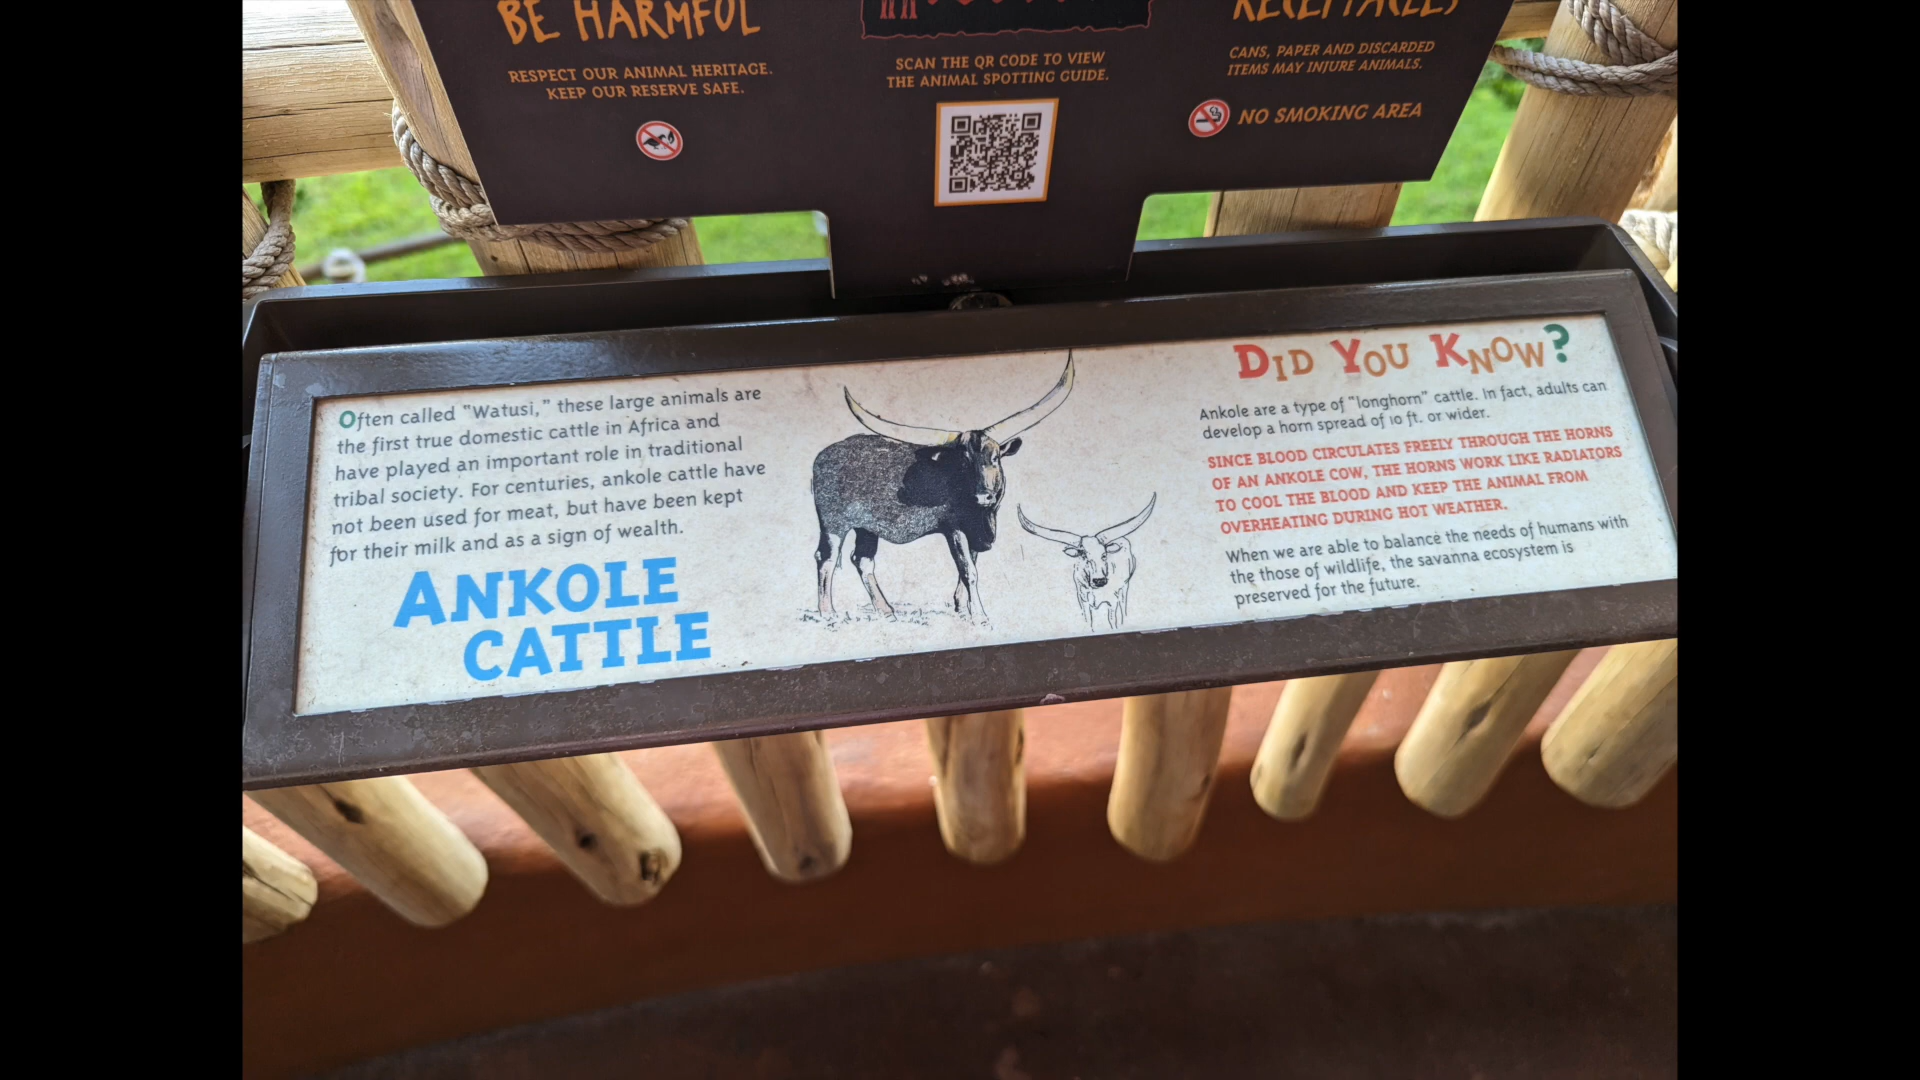 BE HARMFUL
RESPECT OUR ANIMAL HERITAGE.
KEEP OUR RESERVE SAFE.
SCAN THE QR CODE TO VIEW
THE ANIMAL SPOTTING GUIDE.
RECEPTACLES
CANS, PAPER AND DISCARDED
ITEMS MAY INJURE ANIMALS.
NO SMOKING AREA
Often called "Watusi," these large animals are
the first true domestic cattle in Africa and
have played an important role in traditional
tribal society. For centuries, ankole cattle have
not been used for meat, but have been kept
for their milk and as a sign of wealth.
ANKOLE
CATTLE
DID YOU KNOW?
Ankole are a type of "longhorn" cattle. In fact, adults can
develop a horn spread of 10 ft. or wider.
SINCE BLOOD CIRCULATES FREELY THROUGH THE HORNS
OF AN ANKOLE COW, THE HORNS WORK LIKE RADIATORS
TO COOL THE BLOOD AND KEEP THE ANIMAL FROM
OVERHEATING DURING HOT WEATHER.
When we are able to balance the needs of humans with
the those of wildlife, the savanna ecosystem is
preserved for the future.